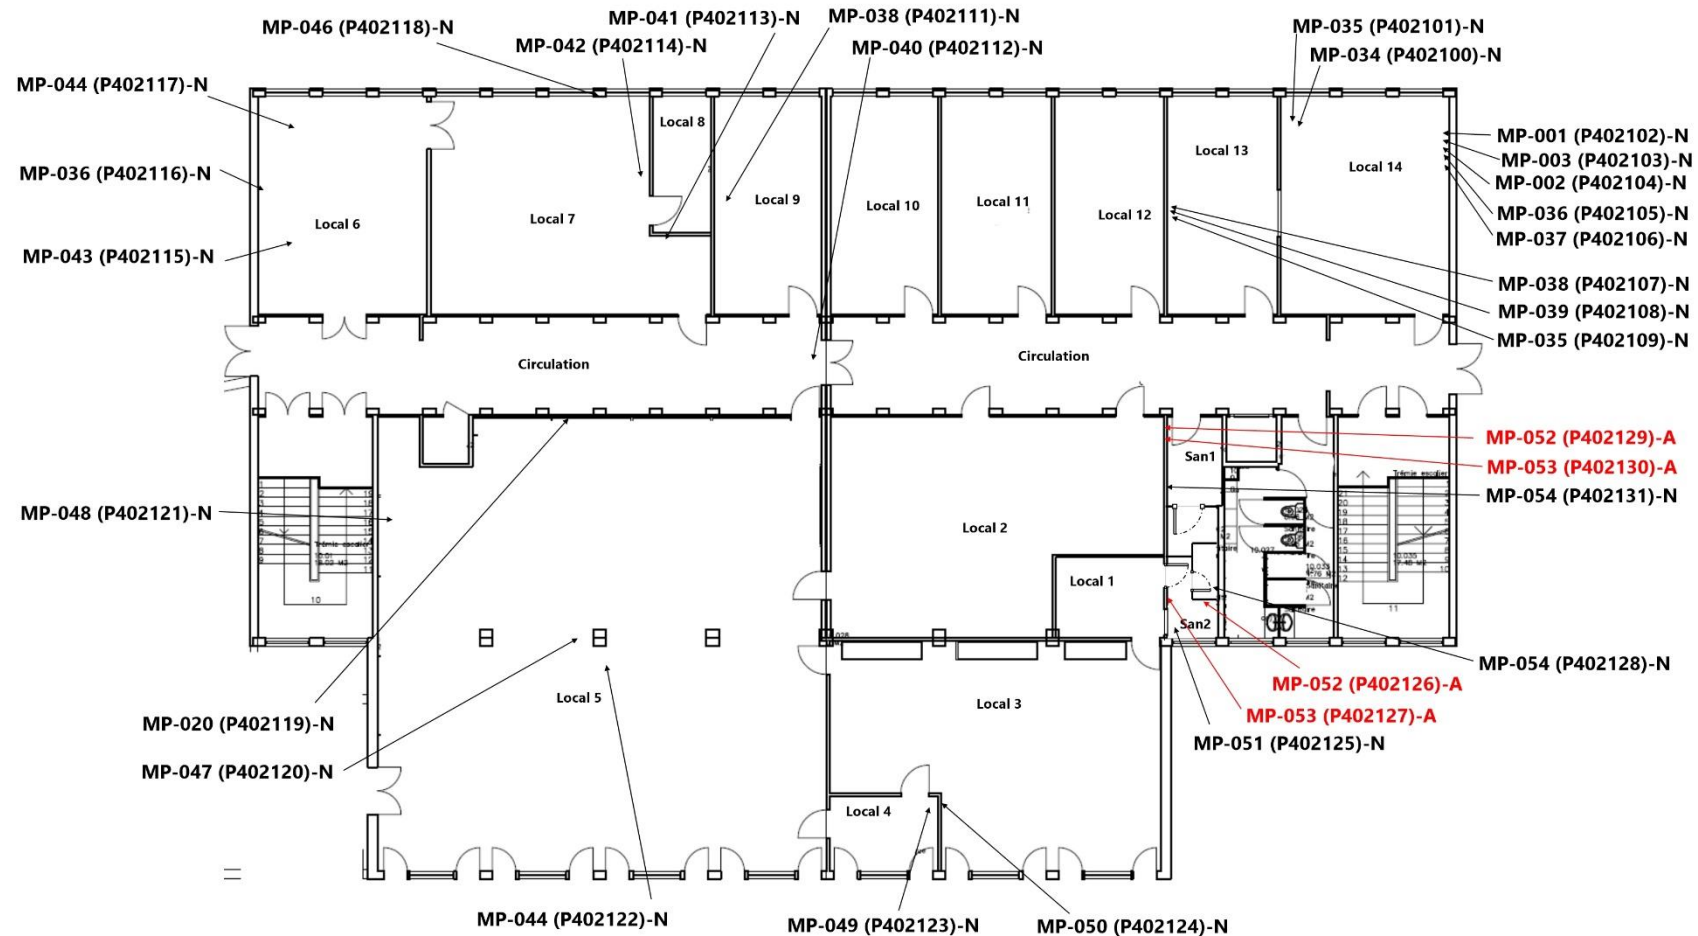 MP-046 (P402118)-N
MP-041 (P402113)-N
MP-038 (P402111)-N
MP-042 (P402114)-N
MP-040 (P402112)-N
MP-035 (P402101)-N
MP-034 (P402100)-N
MP-044 (P402117)-N
MP-036 (P402116)-N
MP-043 (P402115)-N
MP-001 (P402102)-N
MP-003 (P402103)-N
MP-002 (P402104)-N
MP-036 (P402105)-N
MP-037 (P402106)-N
MP-038 (P402107)-N
MP-039 (P402108)-N
MP-035 (P402109)-N
Local 6
Local 7
Local 8
Local 9
Local 10
Local 11
Local 12
Local 13
Local 14
Circulation
Circulation
MP-052 (P402129)-A
MP-053 (P402130)-A
MP-054 (P402131)-N
San1
Trémie escalier
MP-048 (P402121)-N
Trémie escalier
10
Local 2
Local 1
San2
11
MP-054 (P402128)-N
MP-052 (P402126)-A
MP-053 (P402127)-A
MP-051 (P402125)-N
Local 5
Local 3
Local 4
MP-020 (P402119)-N
MP-047 (P402120)-N
MP-044 (P402122)-N
MP-049 (P402123)-N
MP-050 (P402124)-N